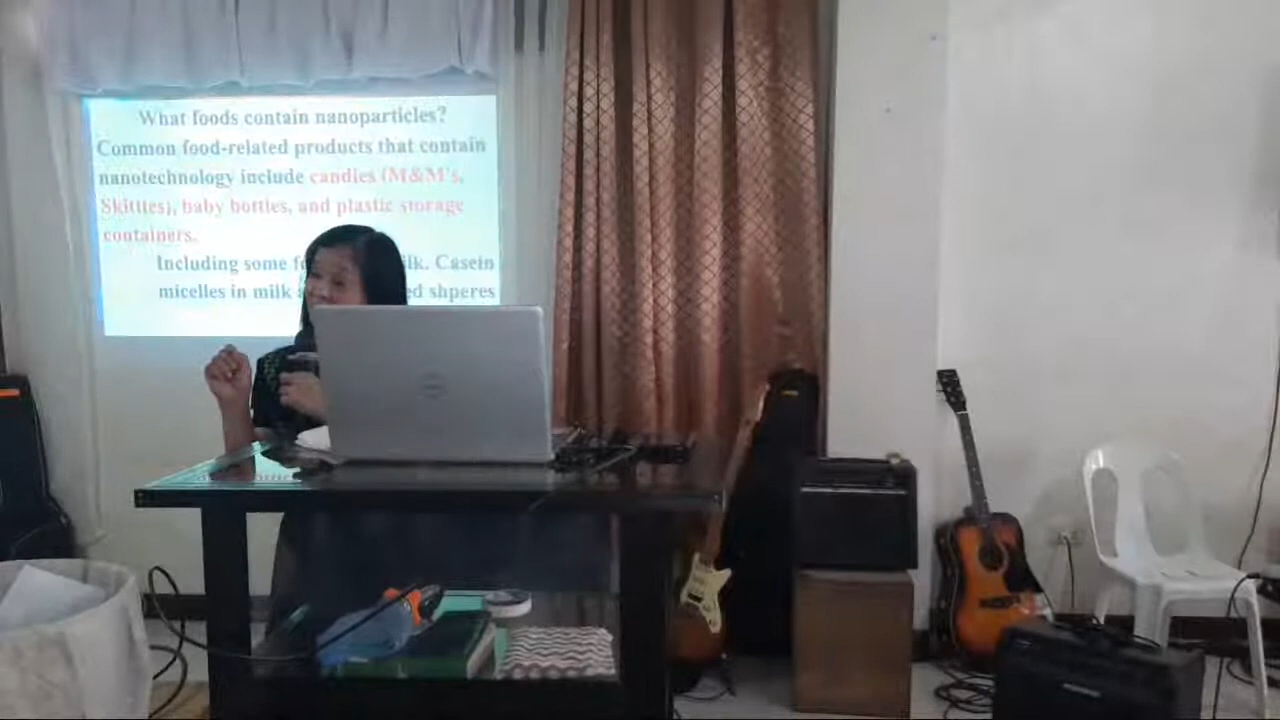 What foods contain nanoparticles?
Common food-related products that contain
nanotechnology include candies (M&M's,
Skittles), baby bottles, and plastic storage
containers.
Including some lk. Casein
micelles in milk ed shperes